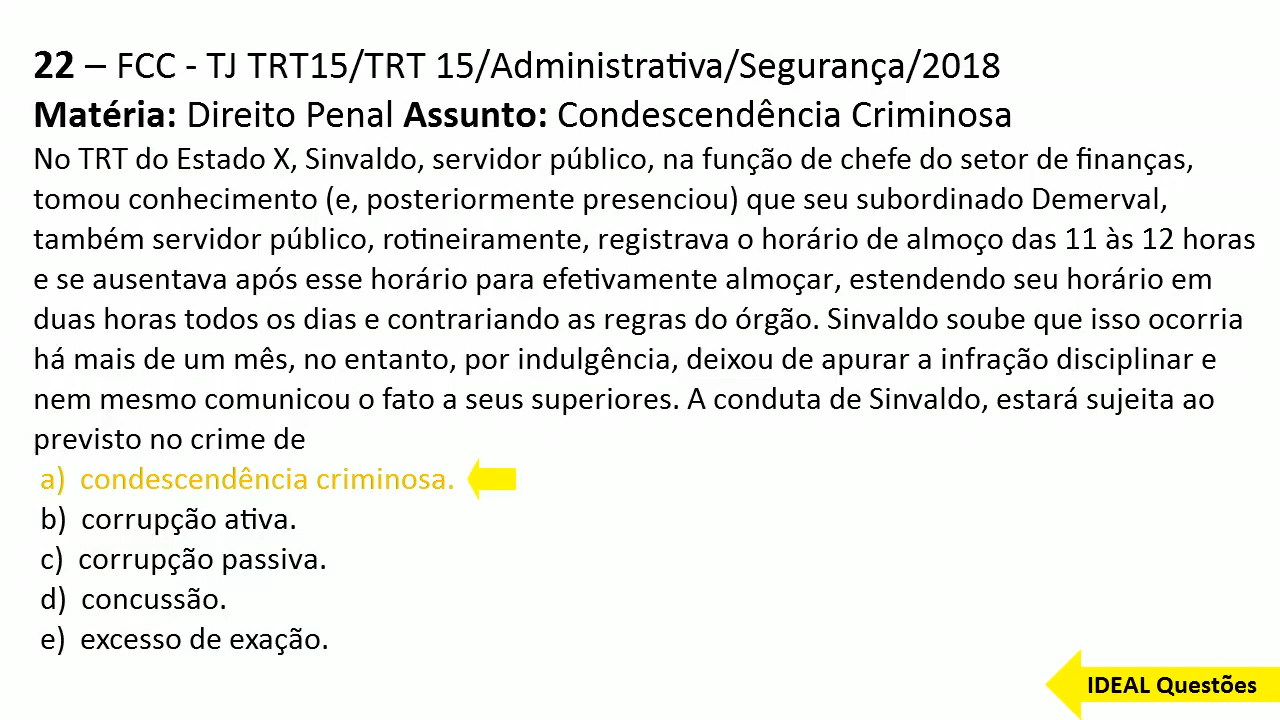 22 – FCC - TJ TRT15/TRT 15/Administrativa/Segurança/2018
Matéria: Direito Penal Assunto: Condescendência Criminosa
No TRT do Estado X, Sinvaldo, servidor público, na função de chefe do setor de finanças,
tomou conhecimento (e, posteriormente presenciou) que seu subordinado Demerval,
também servidor público, rotineiramente, registrava o horário de almoço das 11 às 12 horas
e se ausentava após esse horário para efetivamente almoçar, estendendo seu horário em
duas horas todos os dias e contrariando as regras do órgão. Sinvaldo soube que isso ocorria
há mais de um mês, no entanto, por indulgência, deixou de apurar a infração disciplinar e
nem mesmo comunicou o fato a seus superiores. A conduta de Sinvaldo, estará sujeita ao
previsto no crime de
a) condescendência criminosa.
b) corrupção ativa.
c) corrupção passiva.
d) concussão.
e) excesso de exação.
IDEAL Questões